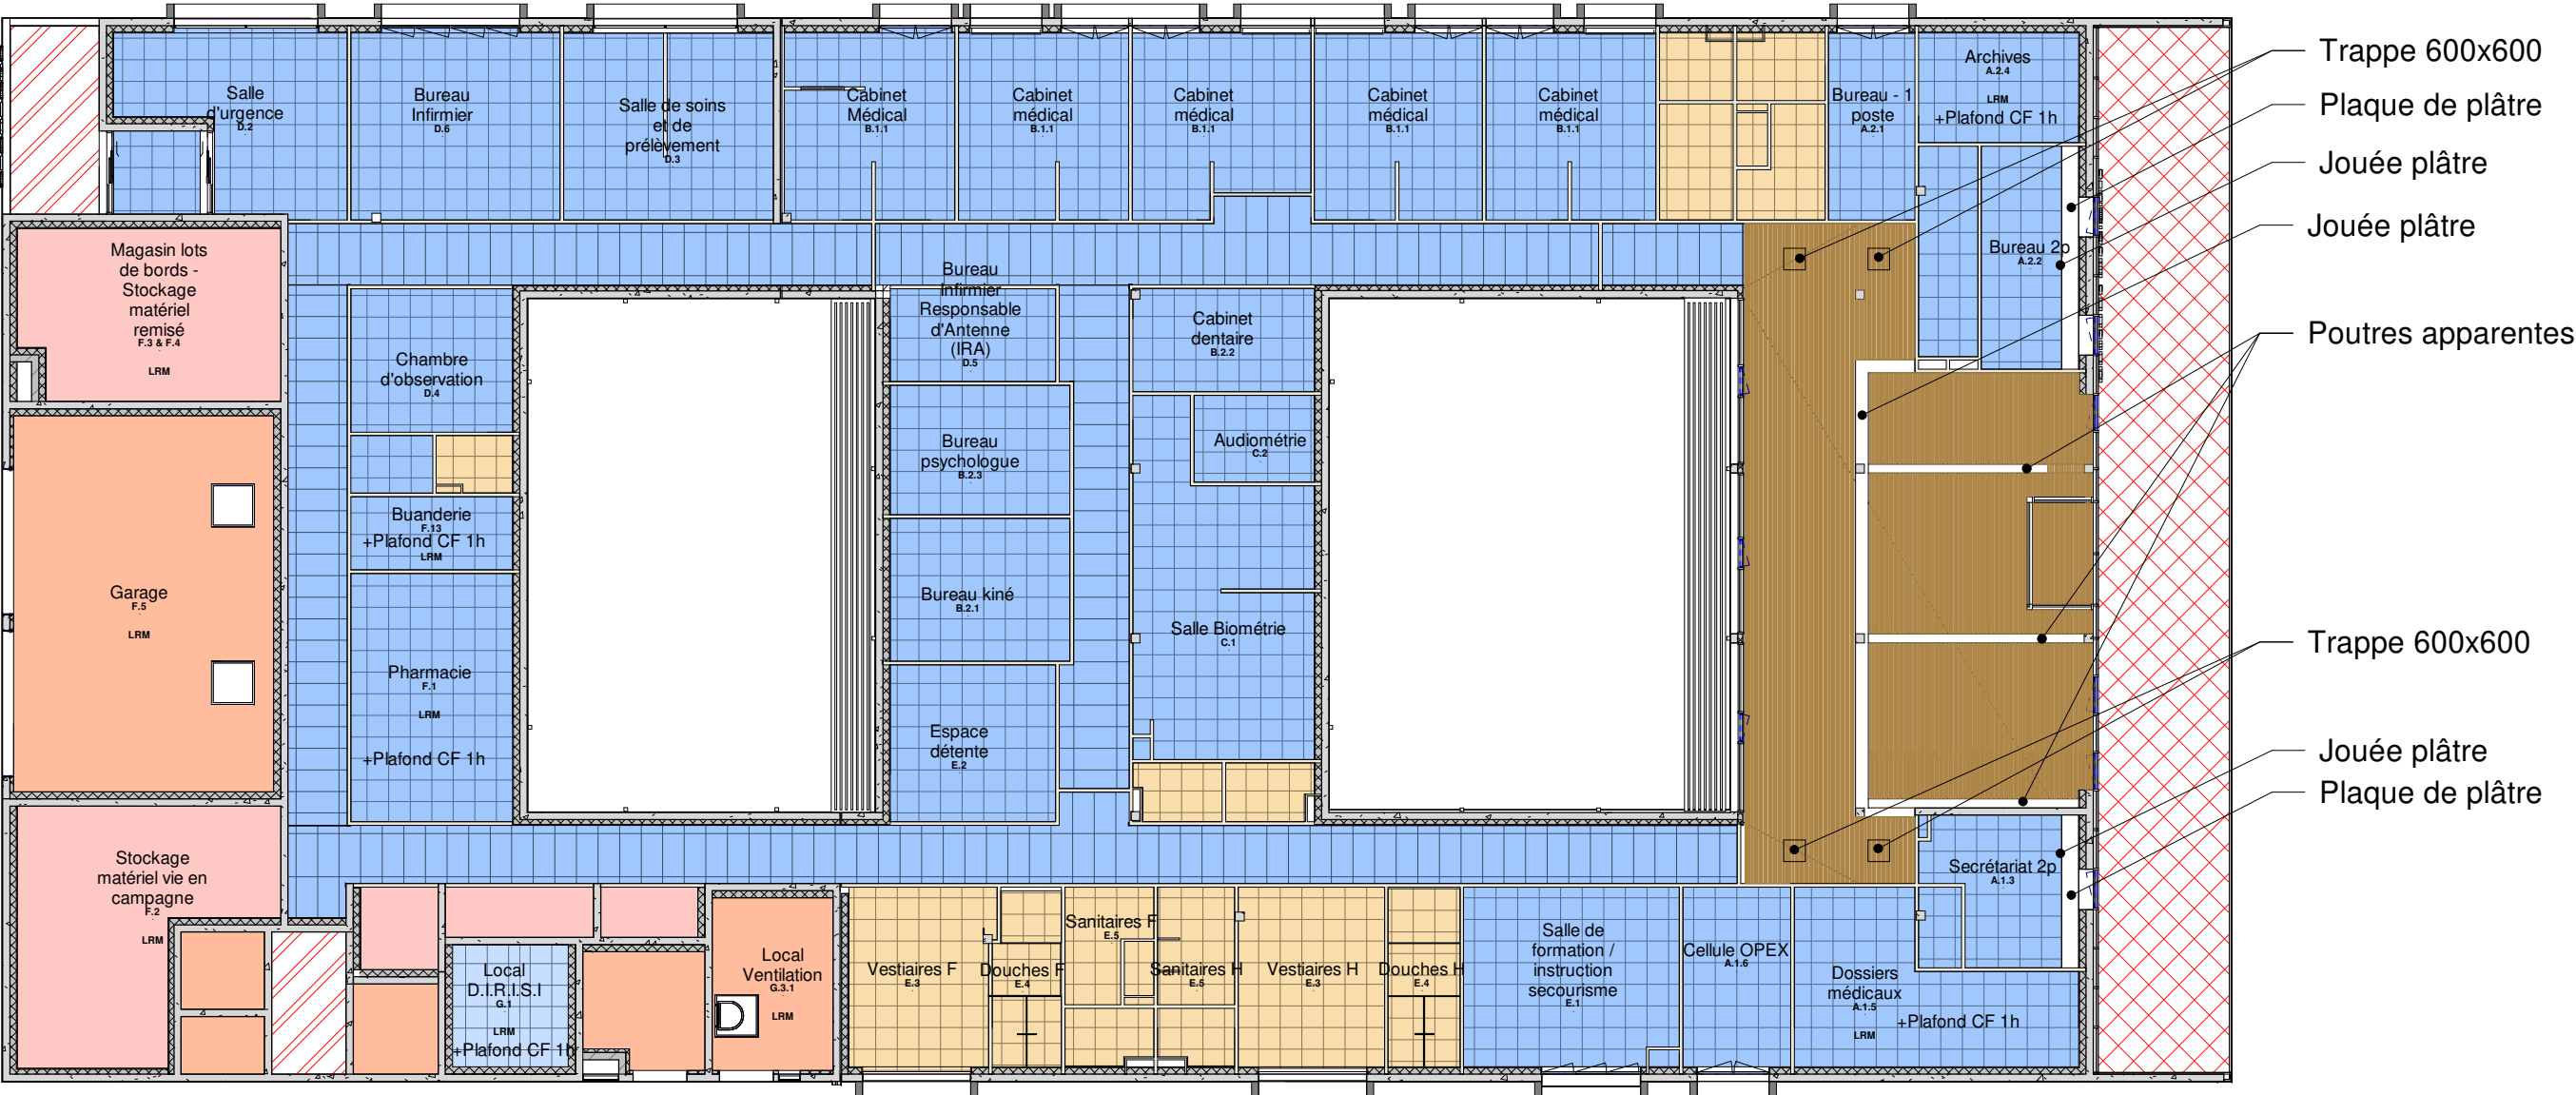 Trappe 600x600
Plaque de plâtre
Jouée plâtre
Jouée plâtre
Poutres apparentes
Trappe 600x600
Jouée plâtre
Plaque de plâtre
Salle
d'urgence
D.2
Bureau
Infirmier
D.6
Salle de soins
et de
prélèvement
D.3
Cabinet
Médical
B.1.1
Cabinet
médical
B.1.1
Cabinet
médical
B.1.1
Cabinet
médical
B.1.1
Cabinet
médical
B.1.1
Bureau - 1
poste
A.2.1
Archives
A.2.4
LRM
+Plafond CF 1h
Bureau 2p
A.2.2
Magasin lots
de bords -
Stockage
matériel
remisé
F.3 & F.4
LRM
Chambre
d'observation
D.4
Bureau
Infirmier
Responsable
d'Antenne
(IRA)
D.5
Cabinet
dentaire
B.2.2
Audiométrie
C.2
Bureau
psychologue
B.2.3
Buanderie
F.13
+Plafond CF 1h
LRM
Garage
F.5
LRM
Bureau kiné
B.2.1
Salle Biométrie
C.1
Pharmacie
F.1
LRM
+Plafond CF 1h
Espace
détente
E.2
Stockage
matériel vie en
campagne
F.2
LRM
Local
D.I.R.I.S.I
G.1
LRM
+Plafond CF 1h
Local
Ventilation
G.3.1
LRM
Vestiaires F
E.3
Douches F
E.4
Sanitaires F
E.5
Sanitaires H
E.5
Vestiaires H
E.3
Douches H
E.4
Salle de
formation /
instruction
secourisme
E.1
Cellule OPEX
A.1.6
Dossiers
médicaux
A.1.5
LRM
+Plafond CF 1h
Secrétariat 2p
A.1.3